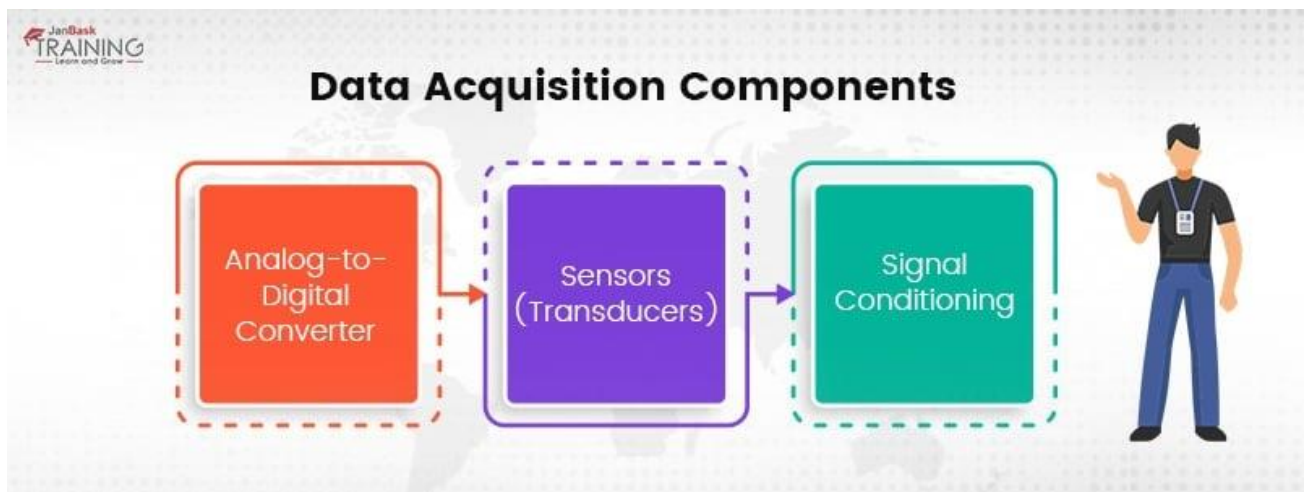 JanBask
TRAINING
Learn and Grow
Data Acquisition Components
Analog-to-
Digital
Converter
Sensors
(Transducers)
Signal
Conditioning